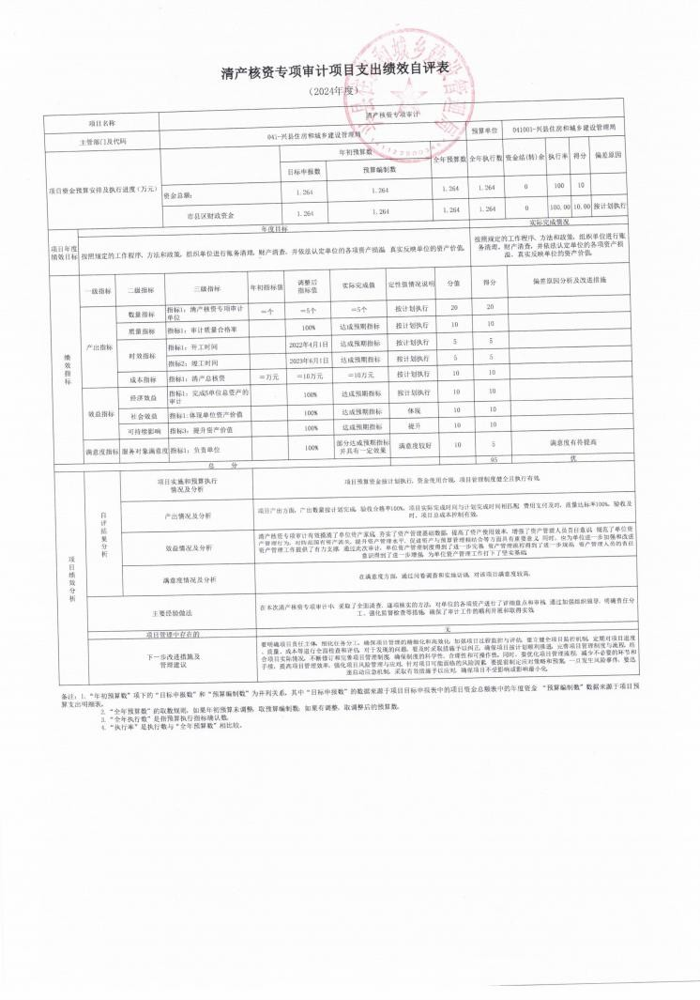 清产核资专项审计项目支出绩效自评表
（2024年度）
项目名称 清产核资专项审计
主管部门及代码 041-兴县住房和城乡建设管理局 预算单位 041001-兴县住房和城乡建设管理局
项目资金预算安排及执行进度(万元) 年初预算数 全年预算数 全年执行数 资金结(转)余 执行率 得分 偏差原因
目标申报数 预算编制数
资金总额： 1.264 1.264 1.264 1.264 0 100 10
市县区财政资金 1.264 1.264 1.264 1.264 0 100.00 10.00 按计划执行
项目年度绩效目标 年度目标 实际完成情况
按照规定的工作程序、方法和政策，组织单位进行账务清理、财产清查，并依法认定单位的各项资产损溢，真实反映单位的资产价值。
按照规定的工作程序、方法和政策，组织单位进行账务清理、财产清查，并依法认定单位的各项资产损溢，真实反映单位的资产价值。
绩效指标 一级指标 二级指标 三级指标 年初指标值 调整后指标值 实际完成值 定性值情况说明 分值 得分 偏差原因分析及改进措施
产出指标 数量指标 指标1：清产核资专项审计单位 =个 =5个 =5个 按计划执行 20 20
质量指标 指标1：审计质量合格率 100% 达成预期指标 按计划执行 10 10
时效指标 指标1：开工时间 2022年4月1日 达成预期指标 按计划执行 5 5
指标2：竣工时间 2023年6月1日 达成预期指标 按计划执行 5 5
成本指标 指标1：清产总核资 =万元 =10万元 =10万元 按计划执行 10 10
效益指标 经济效益 指标1：完成5单位总资产的审计 100% 达成预期指标 按计划执行 10 10
社会效益 指标1:体现单位资产价值 100% 达成预期指标 体现 10 10
可持续影响 指标3：提升资产价值 100% 达成预期指标 提升 10 10
满意度指标 服务对象满意度 指标1：负责单位 100% 部分达成预期指标并具有一定效果 满意度较好 10 5 满意度有待提高
总 分 95 优
项目绩效分析 自评结果分析 项目实施和预算执行情况及分析 项目预算资金按计划执行，资金使用合规，项目管理制度健全且执行有效。
产出情况及分析 项目产出方面，产出数量按计划完成，验收合格率100%，项目实际完成时间与计划完成时间相匹配，费用支付及时，质量达标率100%，验收及时，项目总成本控制有效。
效益情况及分析 清产核资专项审计有效摸清了单位资产家底，夯实了资产管理基础数据，提高了资产使用效率，增强了资产管理人员责任意识，规范了单位资产管理行为，对防范国有资产流失、提升资产管理水平、促进资产与预算管理相结合等方面具有重要意义，同时，也为单位进一步加强和改进资产管理工作提供了有力支撑。通过此次审计，单位资产管理制度得到了进一步完善，资产管理流程得到了进一步规范，资产管理人员的责任意识得到了进一步增强，为单位资产管理工作打下了坚实基础。
满意度情况及分析 在满意度方面，通过问卷调查和实地访谈，对该项目满意度较高。
主要经验做法 在本次清产核资专项审计中，采取了全面清查、逐项核实的方法，对单位的各项资产进行了详细盘点和审核，通过加强组织领导、明确责任分工、强化监督检查等措施，确保了审计工作的顺利开展和取得实效。
项目管理中存在的 无
下一步改进措施及管理建议 要明确项目责任主体，细化任务分工，确保项目管理的精细化和高效化，加强项目过程监控与评估，要立健全项目监控机制，定期对项目进度、质量、成本等进行全面检查和评估，对于发现的问题，要及时采取措施予以纠正，确保项目按计划顺利推进。完善项目管理制度与流程，结合项目实际情况，不断修订和完善项目管理制度，确保制度的科学性、合理性和可操作性，同时，要优化项目管理流程，减少不必要的环节和手续，提高项目管理效率，强化项目风险管理与应对，针对项目可能面临的风险因素，要提前制定应对策略和预案，一旦发生风险事件，要迅速启动应急机制，采取有效措施予以应对，确保项目不受影响或影响最小化。
备注：1.“年初预算数”项下的“目标申报数”和“预算编制数”为并列关系，其中“目标申报数”的数据来源于项目目标申报表中的项目资金总额表中的年度资金，“预算编制数”数据来源于项目预算支出明细表。
2.“全年预算数”的取数规则，如果年初预算未调整，取预算编制数；如果有调整，取调整后的预算数。
3.“全年执行数”是指预算执行指标确认数。
4.“执行率”是执行数与“全年预算数”相比较。